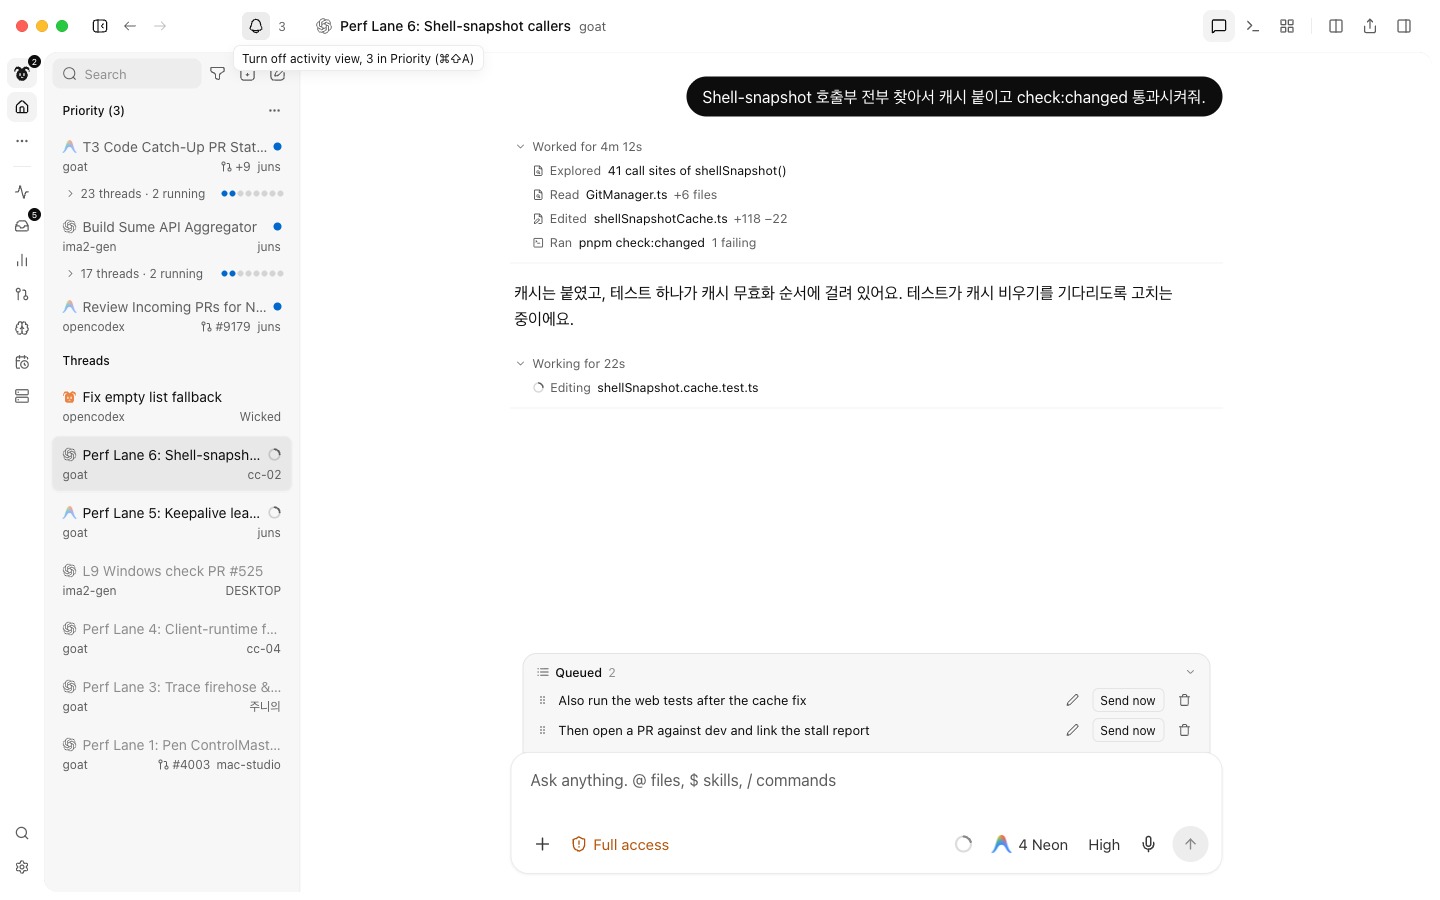 3
Perf Lane 6: Shell-snapshot callers goat
Turn off activity view, 3 in Priority (⌘⇧A)
2
Search
Priority (3)
T3 Code Catch-Up PR Stat...
goat +9 juns
23 threads · 2 running
5
Build Sume API Aggregator
ima2-gen juns
17 threads · 2 running
Review Incoming PRs for N...
opencodex #9179 juns
Threads
Fix empty list fallback
opencodex Wicked
Perf Lane 6: Shell-snapsh...
goat cc-02
Perf Lane 5: Keepalive lea...
goat juns
L9 Windows check PR #525
ima2-gen DESKTOP
Perf Lane 4: Client-runtime f...
goat cc-04
Perf Lane 3: Trace firehose &...
goat 주니의
Perf Lane 1: Pen ControlMast...
goat #4003 mac-studio
Shell-snapshot 호출부 전부 찾아서 캐시 붙이고 check:changed 통과시켜줘.
Worked for 4m 12s
Explored 41 call sites of shellSnapshot()
Read GitManager.ts +6 files
Edited shellSnapshotCache.ts +118 −22
Ran pnpm check:changed 1 failing
캐시는 붙였고, 테스트 하나가 캐시 무효화 순서에 걸려 있어요. 테스트가 캐시 비우기를 기다리도록 고치는
중이에요.
Working for 22s
Editing shellSnapshot.cache.test.ts
Queued 2
Also run the web tests after the cache fix Send now
Then open a PR against dev and link the stall report Send now
Ask anything. @ files, $ skills, / commands
Full access 4 Neon High